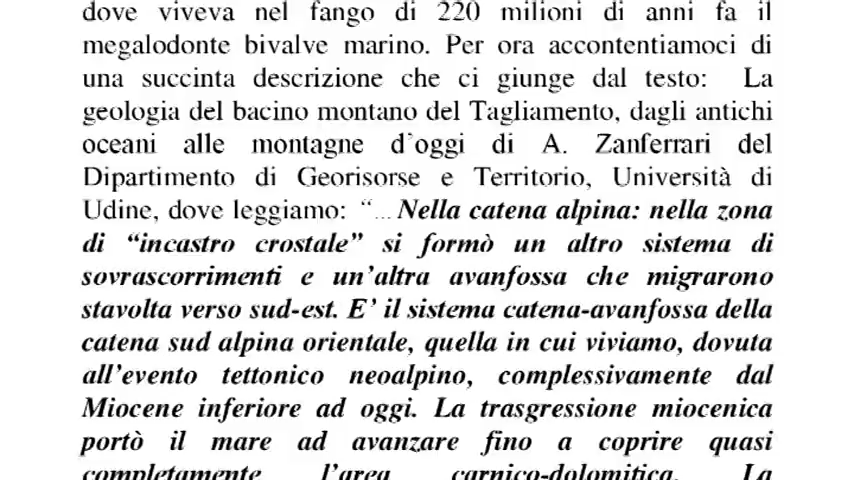 dove viveva nel fango di 220 milioni di anni fa il
megalodonte bivalve marino. Per ora accontentiamoci di
una succinta descrizione che ci giunge dal testo: La
geologia del bacino montano del Tagliamento, dagli antichi
oceani alle montagne d'oggi di A. Zanferrari del
Dipartimento di Georisorse e Territorio, Università di
Udine, dove leggiamo: “...Nella catena alpina: nella zona
di “incastro crostale” si formò un altro sistema di
sovrascorrimenti e un'altra avanfossa che migrarono
stavolta verso sud-est. E' il sistema catena-avanfossa della
catena sud alpina orientale, quella in cui viviamo, dovuta
all'evento tettonico neoalpino, complessivamente dal
Miocene inferiore ad oggi. La trasgressione miocenica
portò il mare ad avanzare fino a coprire quasi
completamente l'area carnico-dolomitica. La